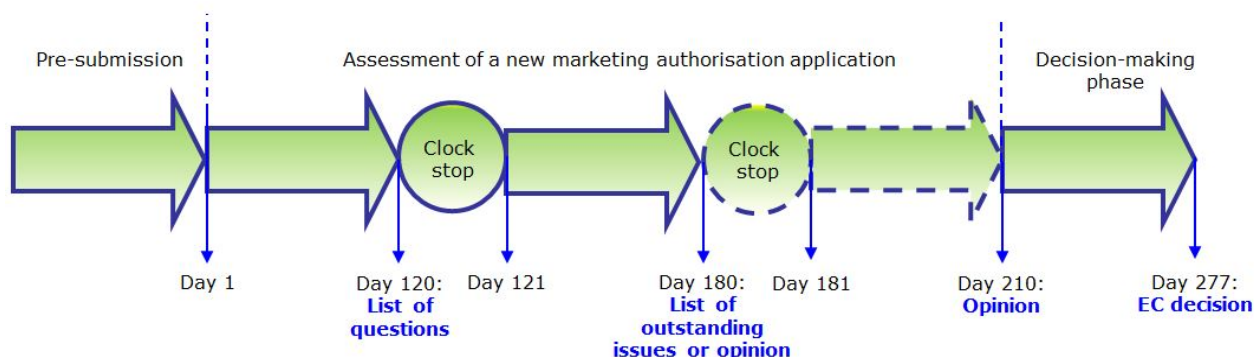 Pre-submission
Assessment of a new marketing authorisation application
Decision-making
phase
Clock
stop
Clock
stop
Day 1
Day 120:
List of
questions
Day 121
Day 180:
List of
outstanding
issues or opinion
Day 181
Day 210:
Opinion
Day 277:
EC decision